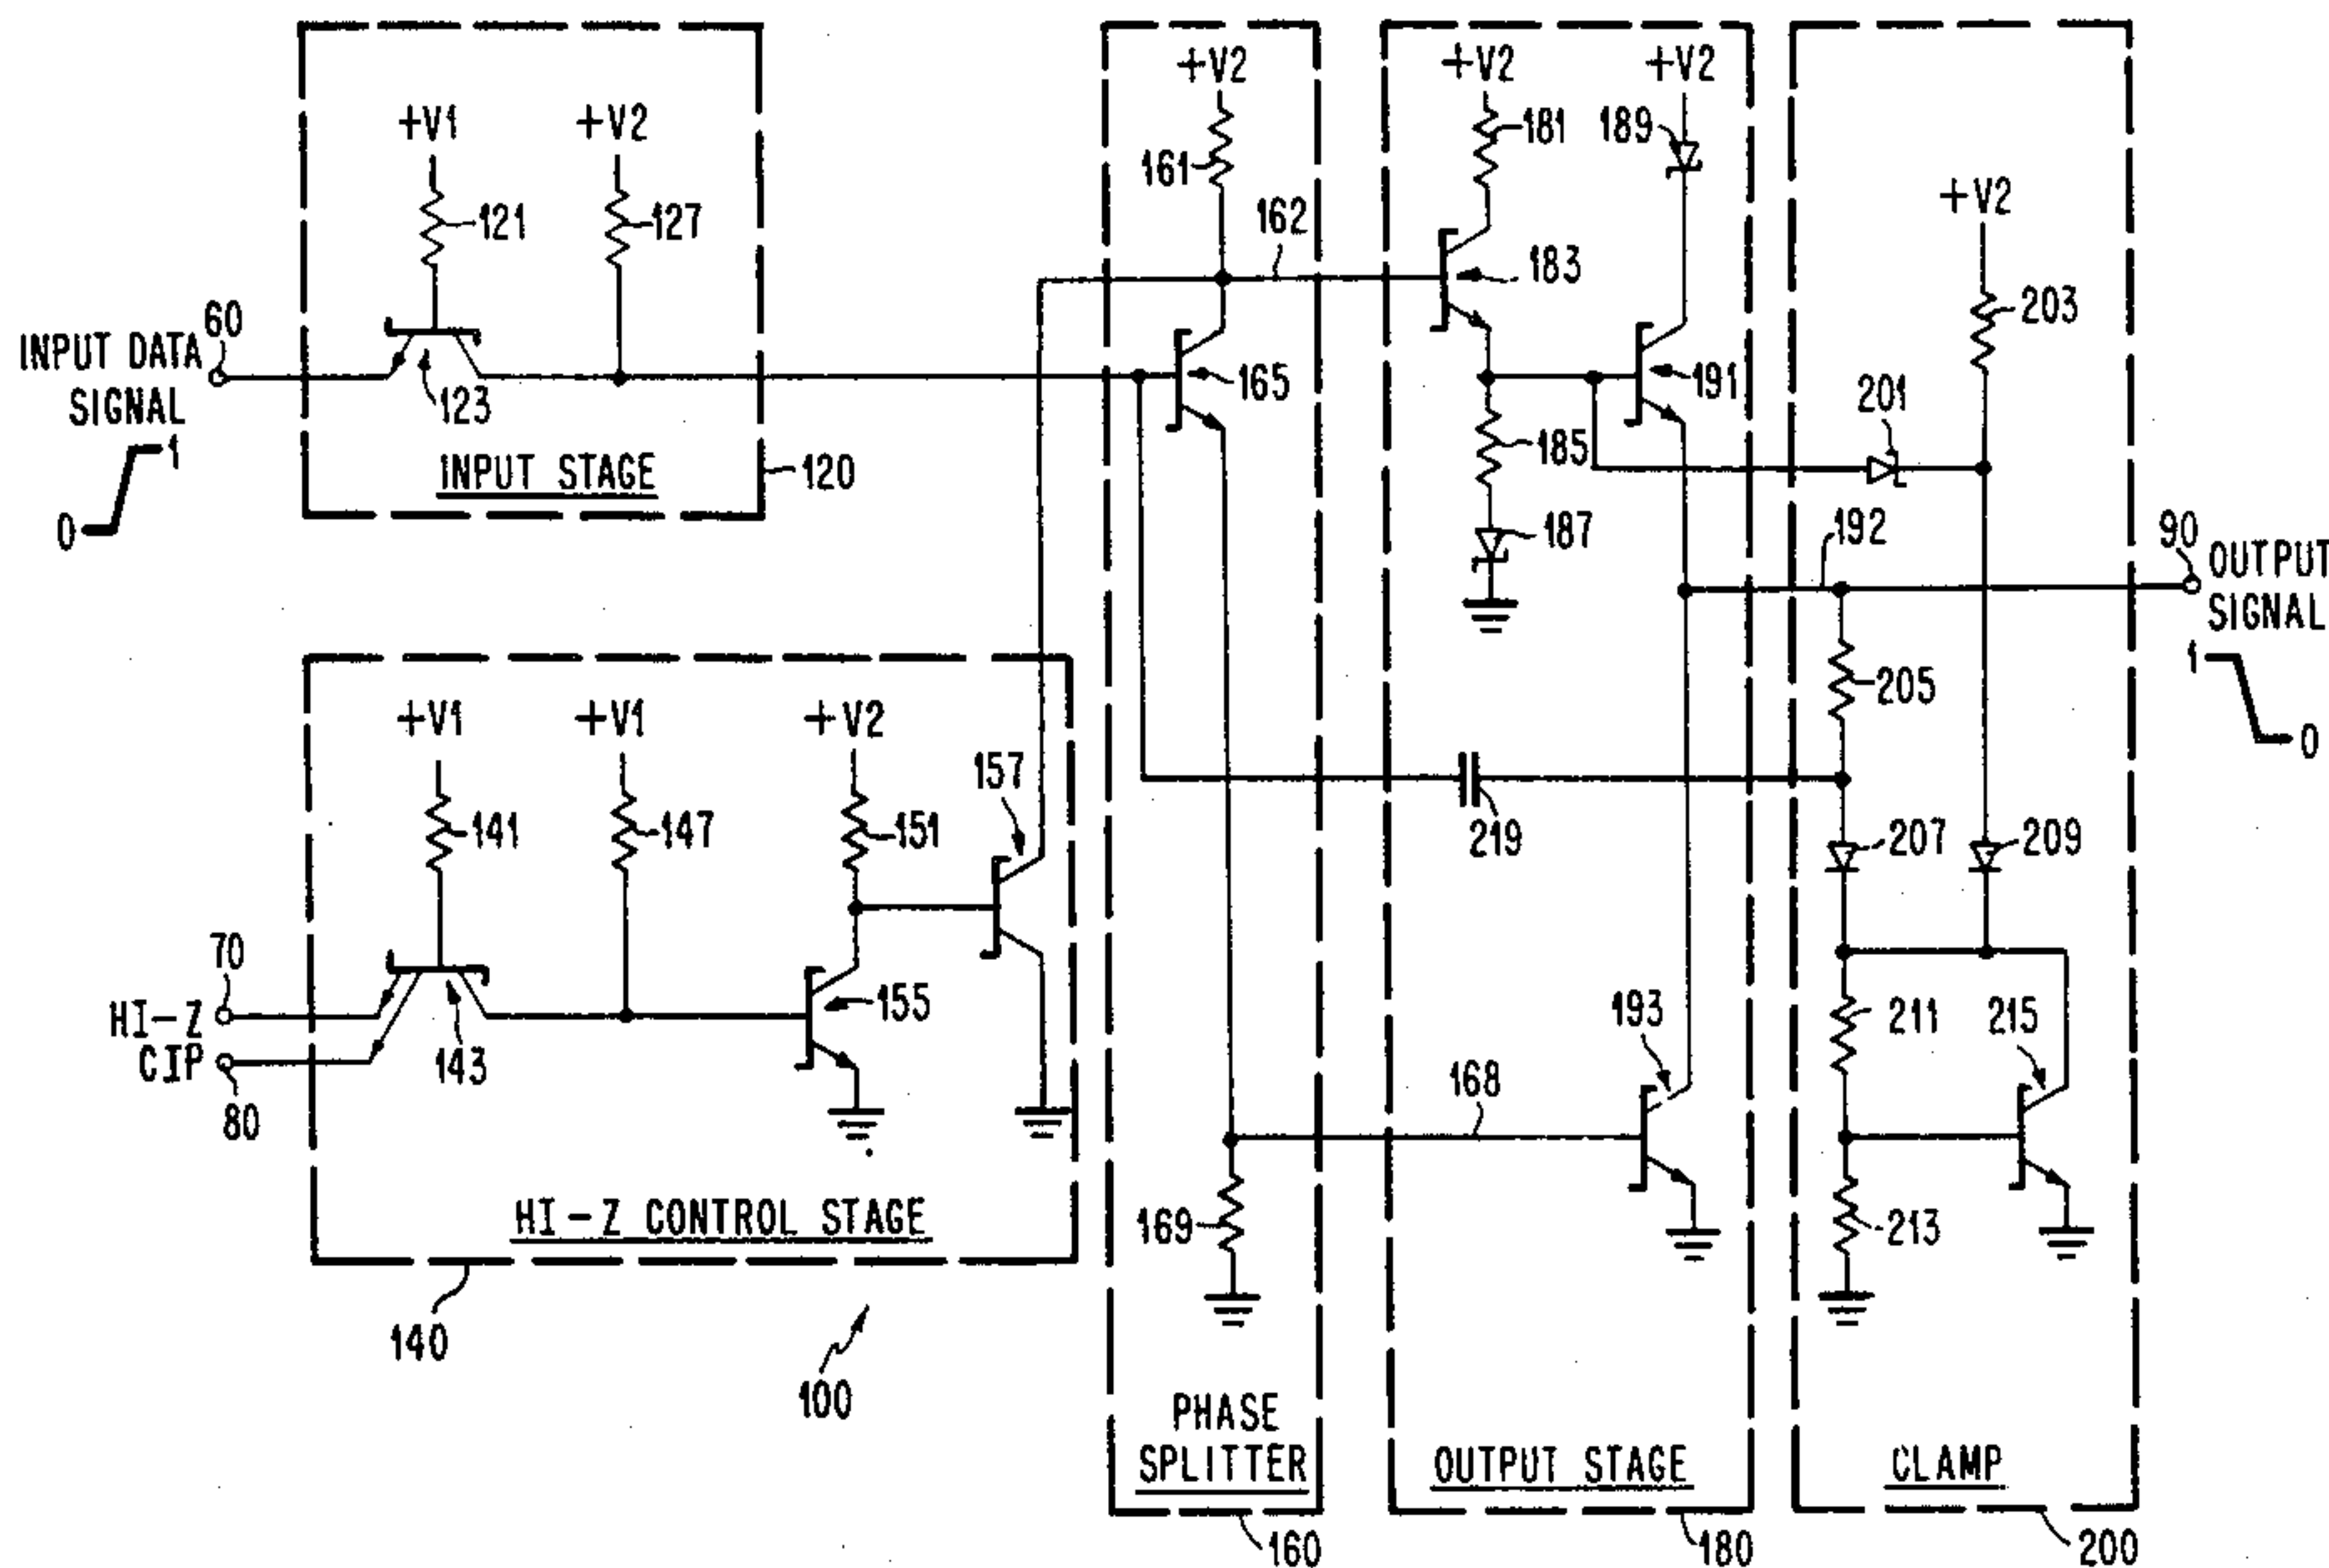 +V1
+V2
121
127
60
INPUT DATA
SIGNAL
1
0
123
INPUT STAGE
120
+V1
+V1
+V2
141
147
151
157
70
HI-Z
CIP
80
143
155
HI-Z CONTROL STAGE
140
100
+V2
161
162
165
169
168
PHASE
SPLITTER
160
+V2
+V2
181
189
183
191
185
187
219
193
OUTPUT STAGE
180
+V2
203
201
192
90
OUTPUT
SIGNAL
1
0
205
207
209
211
215
213
CLAMP
200